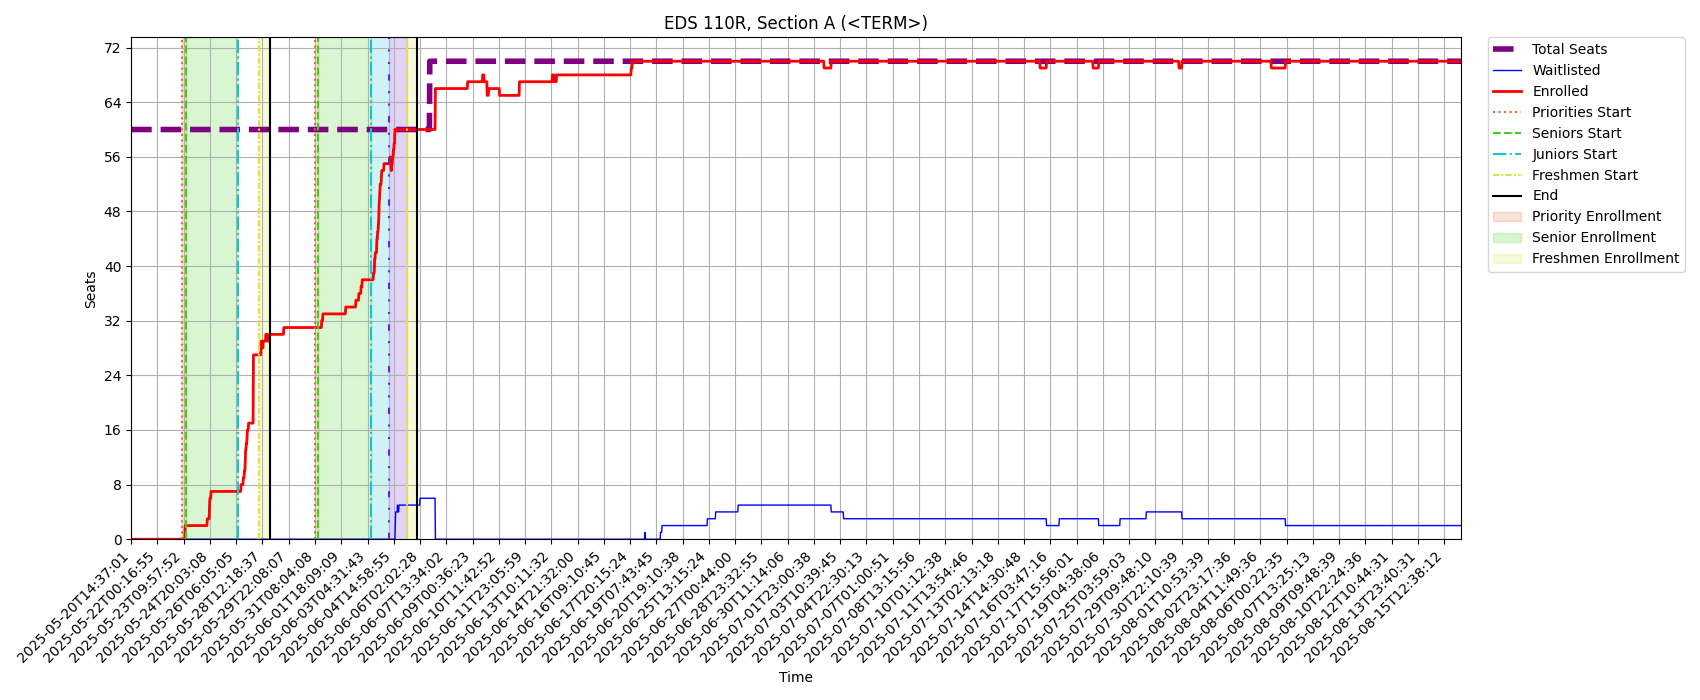 EDS 110R, Section A (<TERM>)
72
64
56
48
40
32
24
16
8
0
Seats
2025-05-20T14:37:01
2025-05-22T00:16:55
2025-05-23T09:57:52
2025-05-24T20:03:08
2025-05-26T06:05:05
2025-05-28T12:18:37
2025-05-29T22:08:07
2025-05-31T08:04:08
2025-06-01T18:09:09
2025-06-03T04:31:43
2025-06-04T14:58:55
2025-06-06T02:02:28
2025-06-07T13:34:02
2025-06-09T00:36:23
2025-06-10T11:42:52
2025-06-11T23:05:59
2025-06-13T10:11:32
2025-06-14T21:32:00
2025-06-16T09:10:45
2025-06-17T20:15:24
2025-06-19T07:43:45
2025-06-20T19:10:38
2025-06-25T13:15:24
2025-06-27T00:44:00
2025-06-28T23:32:55
2025-06-30T11:14:06
2025-07-01T23:00:38
2025-07-03T10:39:45
2025-07-04T22:30:13
2025-07-07T01:00:51
2025-07-08T13:15:56
2025-07-10T01:12:38
2025-07-11T13:54:46
2025-07-13T02:13:18
2025-07-14T14:30:48
2025-07-16T03:47:16
2025-07-17T15:56:01
2025-07-19T04:38:06
2025-07-25T03:59:03
2025-07-29T09:48:10
2025-07-30T22:10:39
2025-08-01T10:53:39
2025-08-02T23:17:36
2025-08-04T11:49:36
2025-08-06T00:22:35
2025-08-07T13:25:13
2025-08-09T09:48:39
2025-08-10T22:24:36
2025-08-12T10:44:31
2025-08-13T23:40:31
2025-08-15T12:38:12
Time
Total Seats
Waitlisted
Enrolled
Priorities Start
Seniors Start
Juniors Start
Freshmen Start
End
Priority Enrollment
Senior Enrollment
Freshmen Enrollment